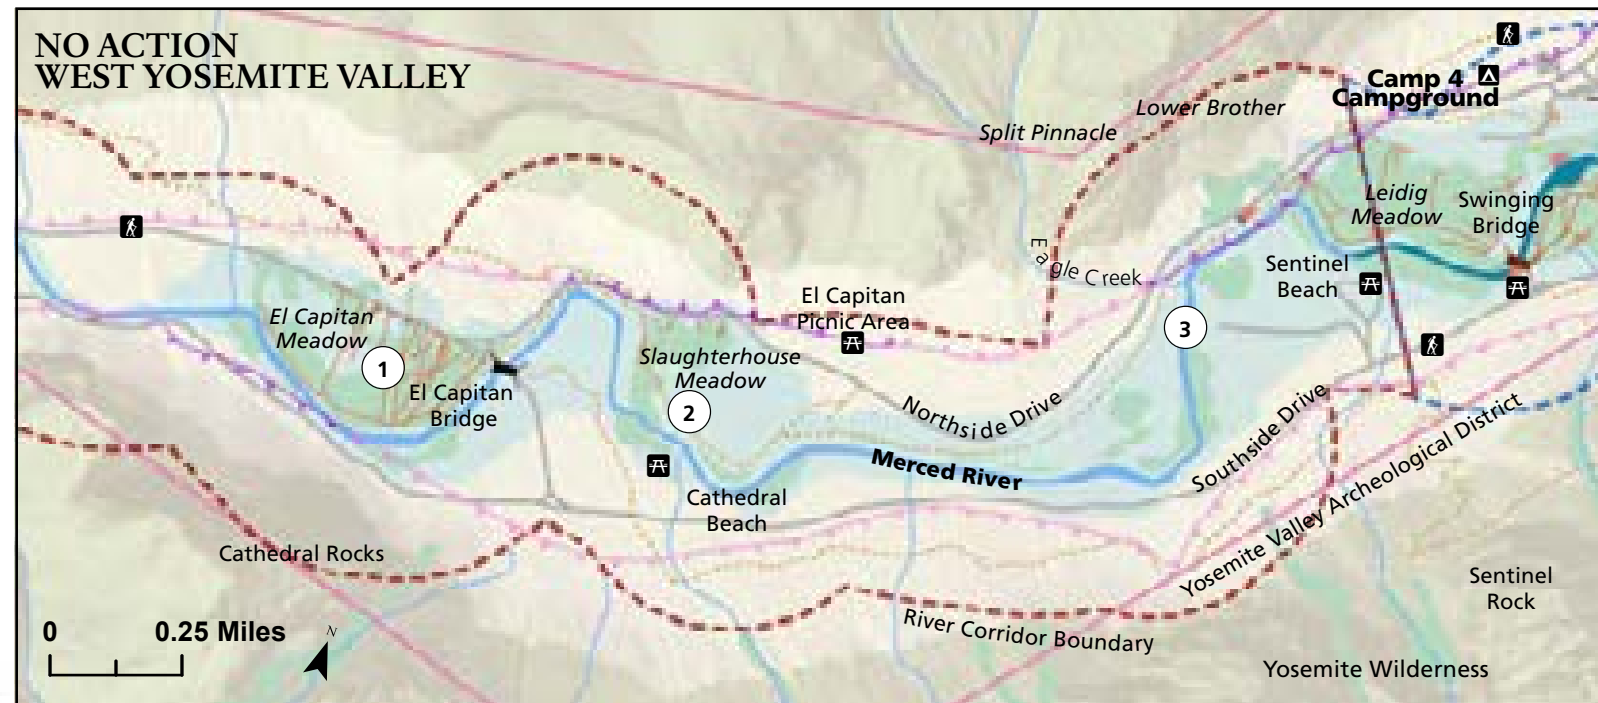 NO ACTION
WEST YOSEMITE VALLEY
Camp 4
Campground
Lower Brother
Split Pinnacle
Leidig
Meadow
Swinging
Bridge
Eagle Creek
Sentinel
Beach
El Capitan
Picnic Area
El Capitan
Meadow
1
El Capitan
Bridge
Slaughterhouse
Meadow
2
3
Northside Drive
Merced River
Southside Drive
Cathedral
Beach
Yosemite Valley Archeological District
Cathedral Rocks
Sentinel
Rock
River Corridor Boundary
Yosemite Wilderness
0 0.25 Miles
N